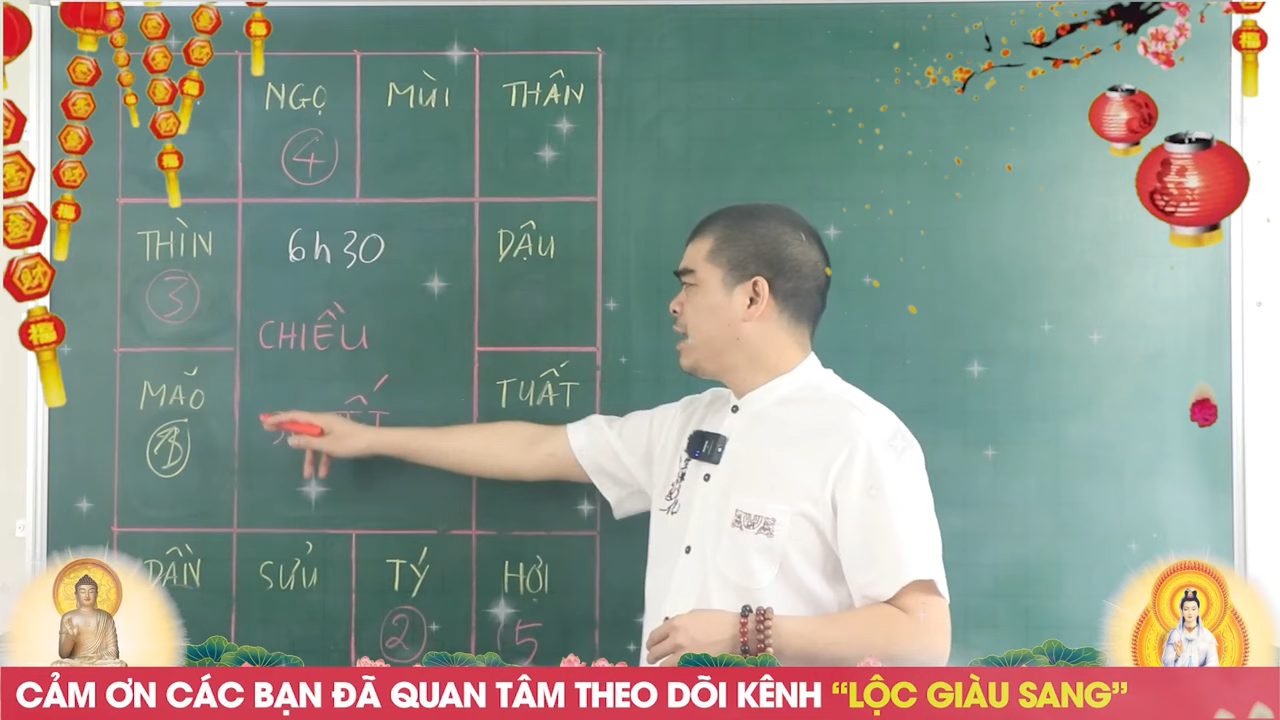 NGỌ
MÙI
THÂN
4
THÌN
6h30
DẬU
3
CHIỀU
MÃO
TUẤT
DẦN
SỬU
TÝ
HỢI
2
5
CẢM ƠN CÁC BẠN ĐÃ QUAN TÂM THEO DÕI KÊNH “LỘC GIÀU SANG”